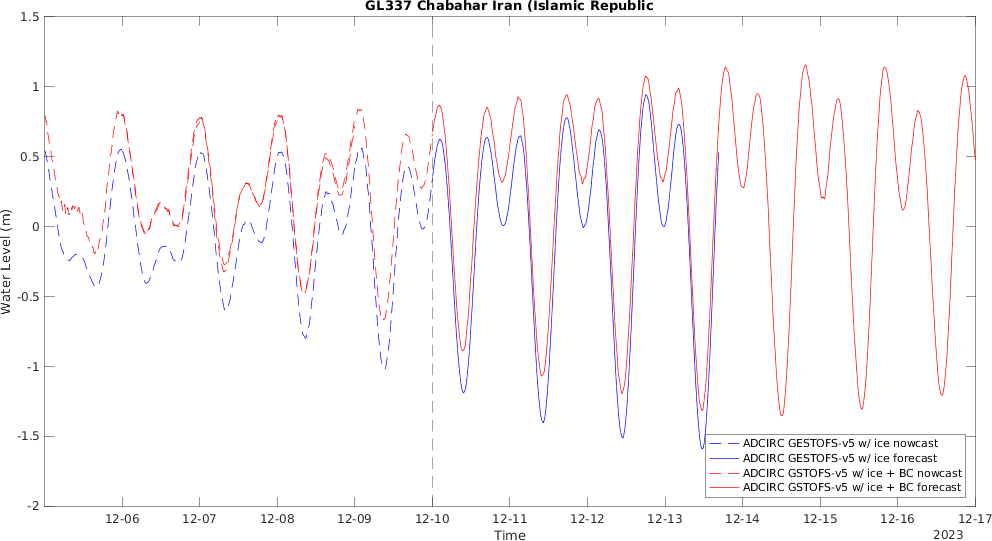 GL337 Chabahar Iran (Islamic Republic
1.5
1
0.5
0
-0.5
-1
-1.5
-2
Water Level (m)
ADCIRC GESTOFS-v5 w/ ice nowcast
ADCIRC GESTOFS-v5 w/ ice forecast
ADCIRC GSTOFS-v5 w/ ice + BC nowcast
ADCIRC GSTOFS-v5 w/ ice + BC forecast
12-06 12-07 12-08 12-09 12-10 12-11 12-12 12-13 12-14 12-15 12-16 12-17
Time
2023